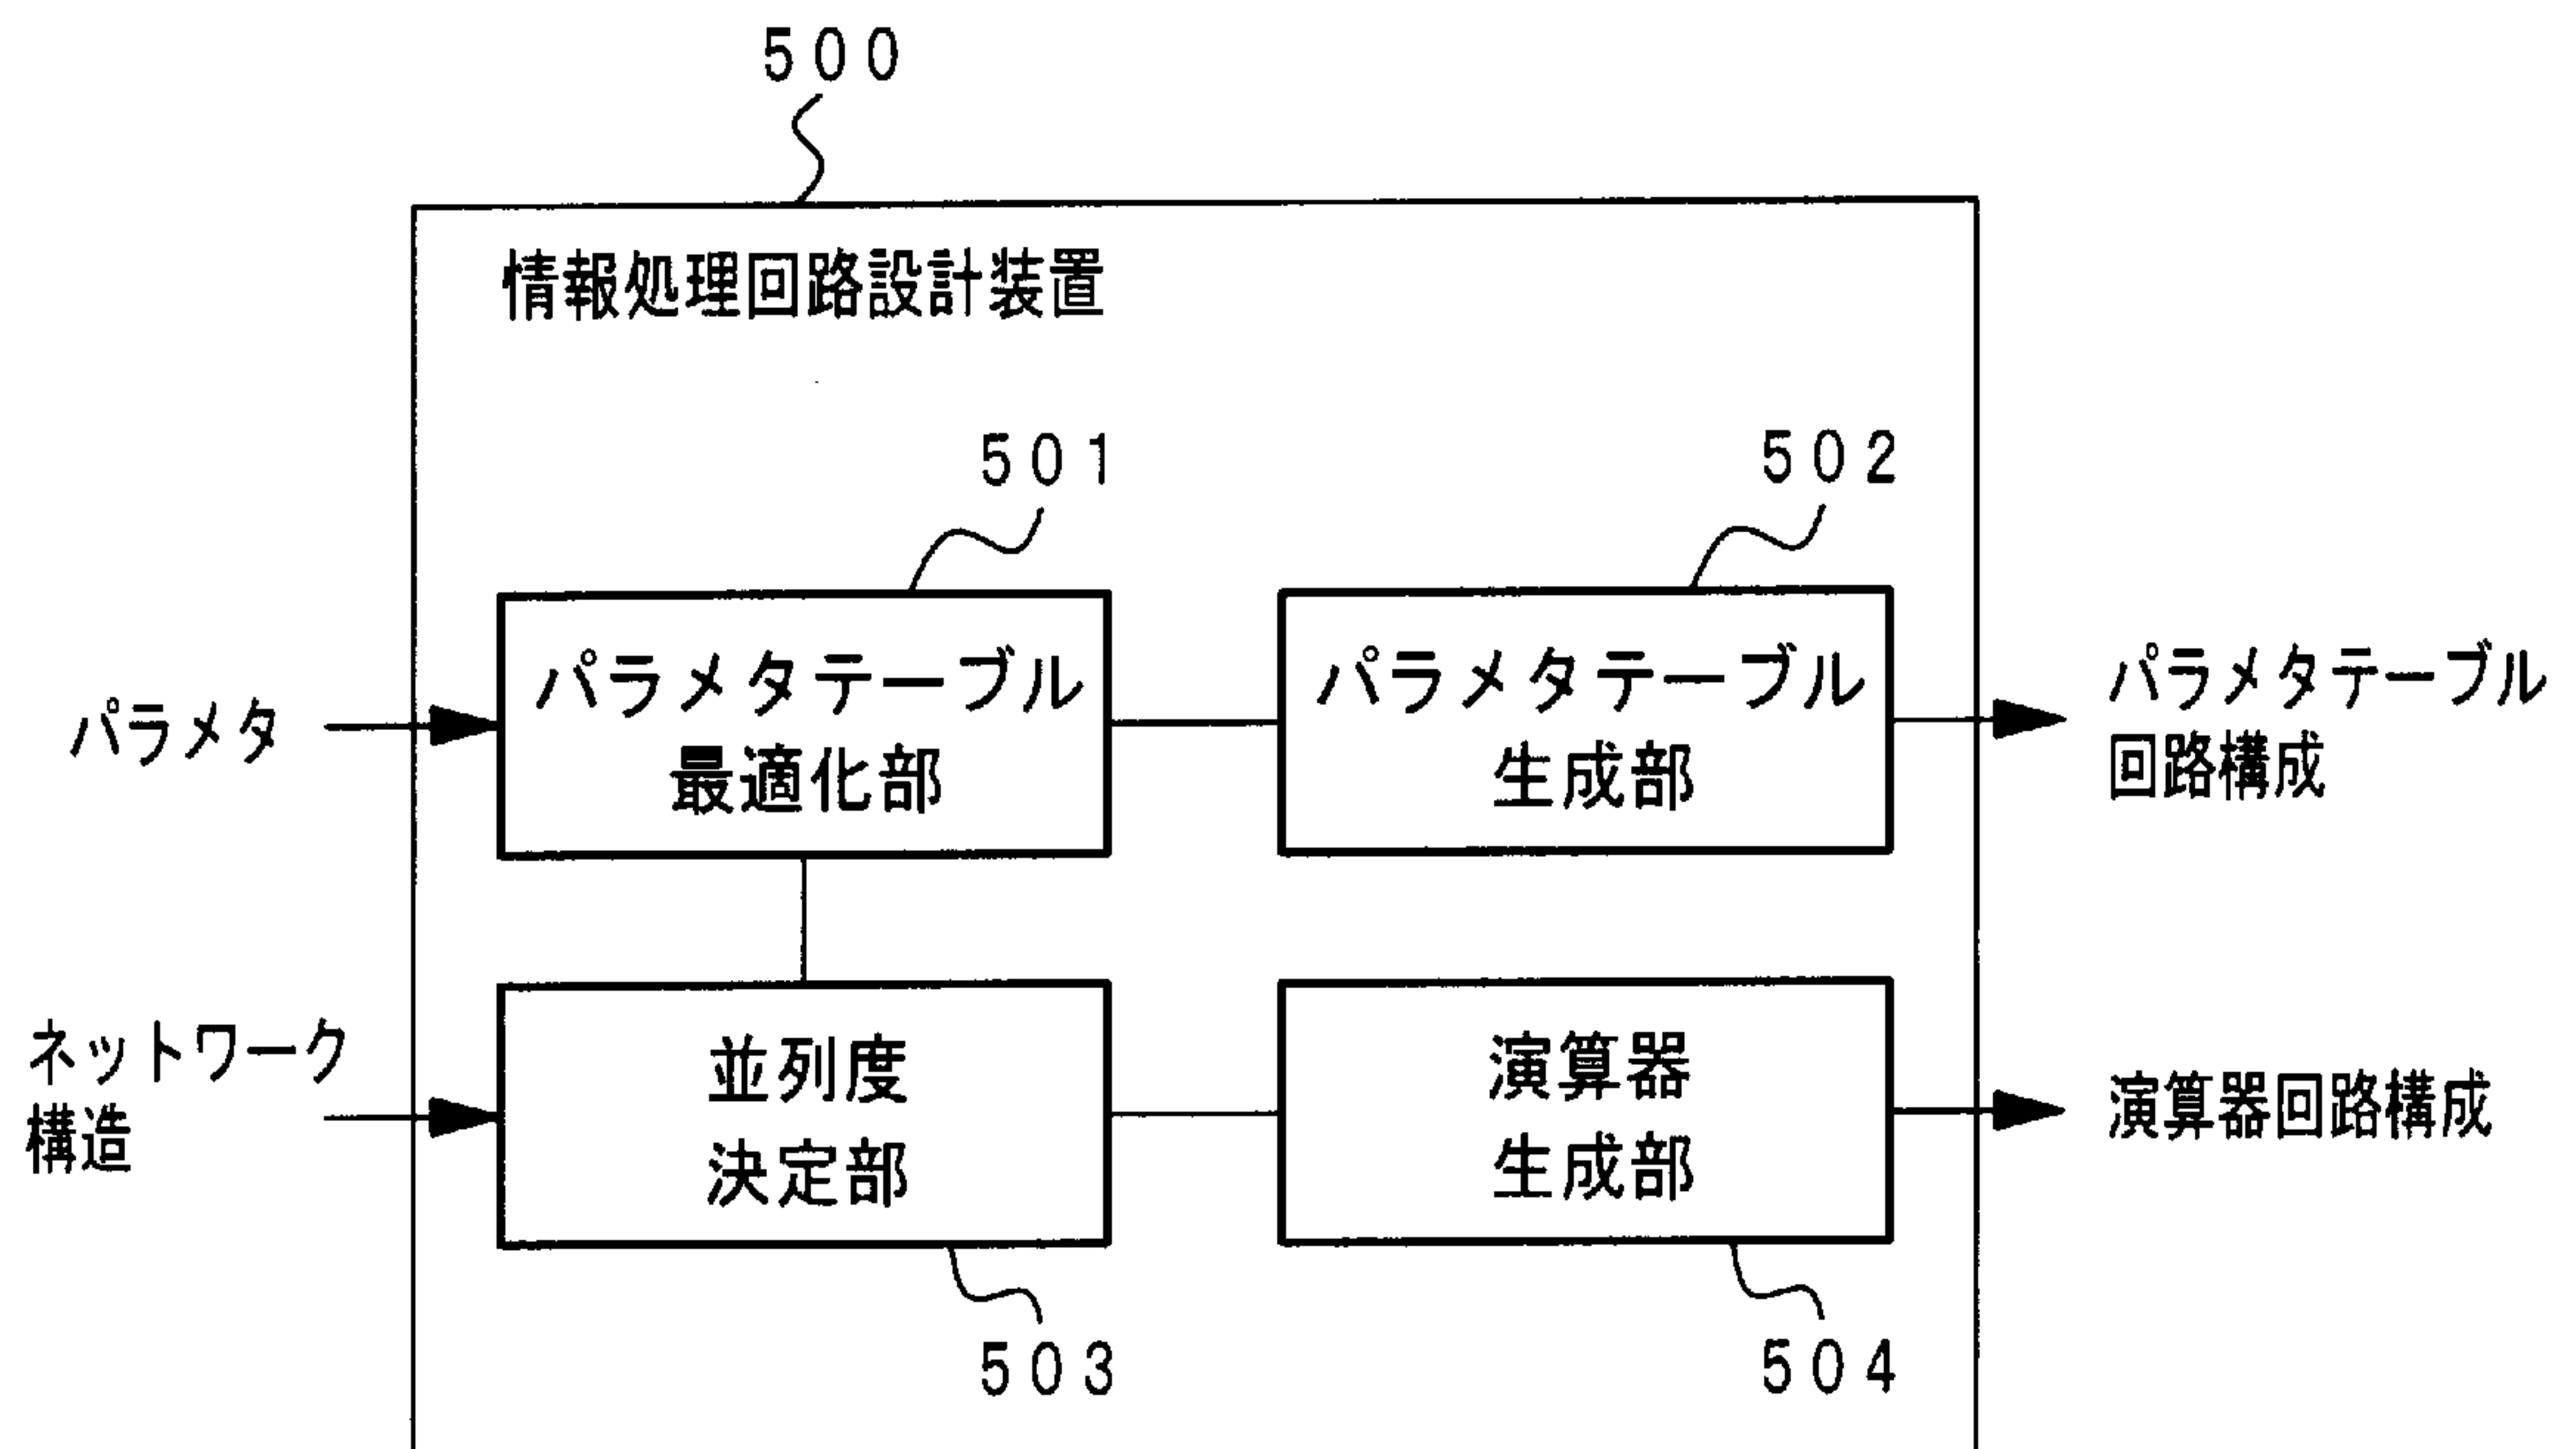 ５００
情報処理回路設計装置
５０１
５０２
パラメタ
パラメタテーブル
最適化部
パラメタテーブル
生成部
パラメタテーブル
回路構成
ネットワーク
構造
並列度
決定部
演算器
生成部
演算器回路構成
５０３
５０４